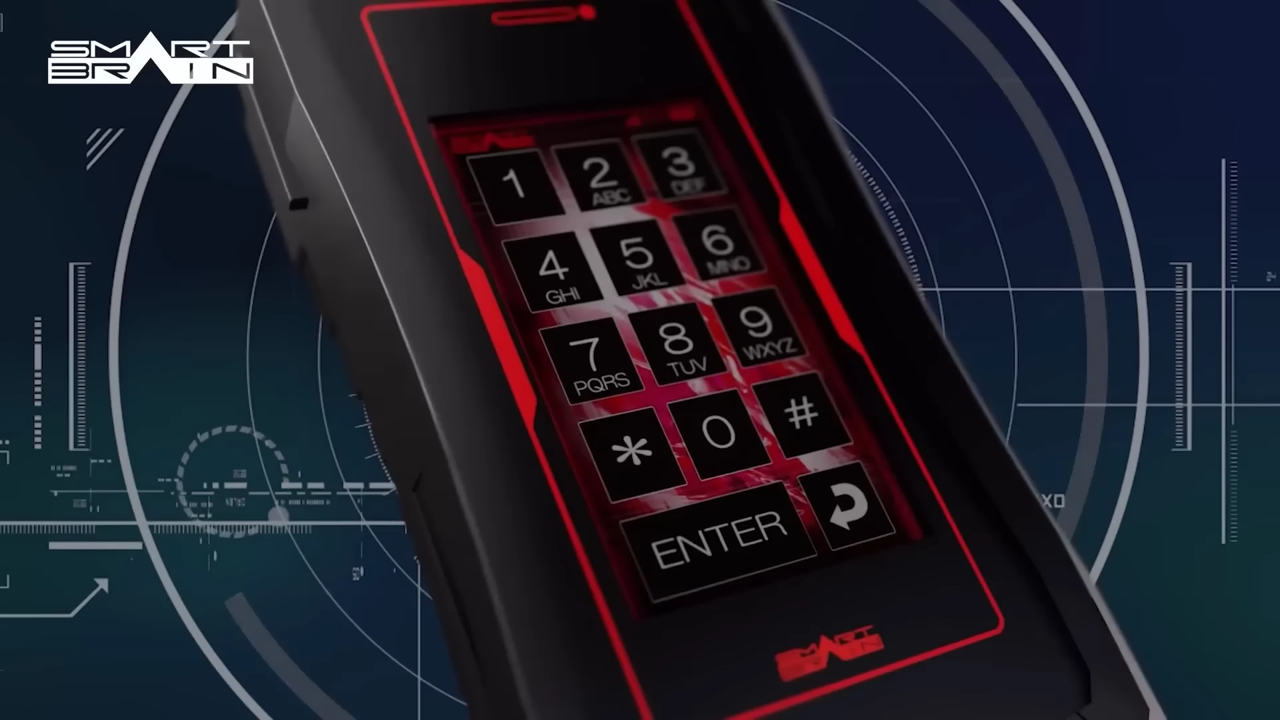 SMART
BRAIN
1
2
ABC
3
DEF
4
GHI
5
JKL
6
MNO
7
PQRS
8
TUV
9
WXYZ
*
0
#
ENTER
SMART
BRAIN
XO